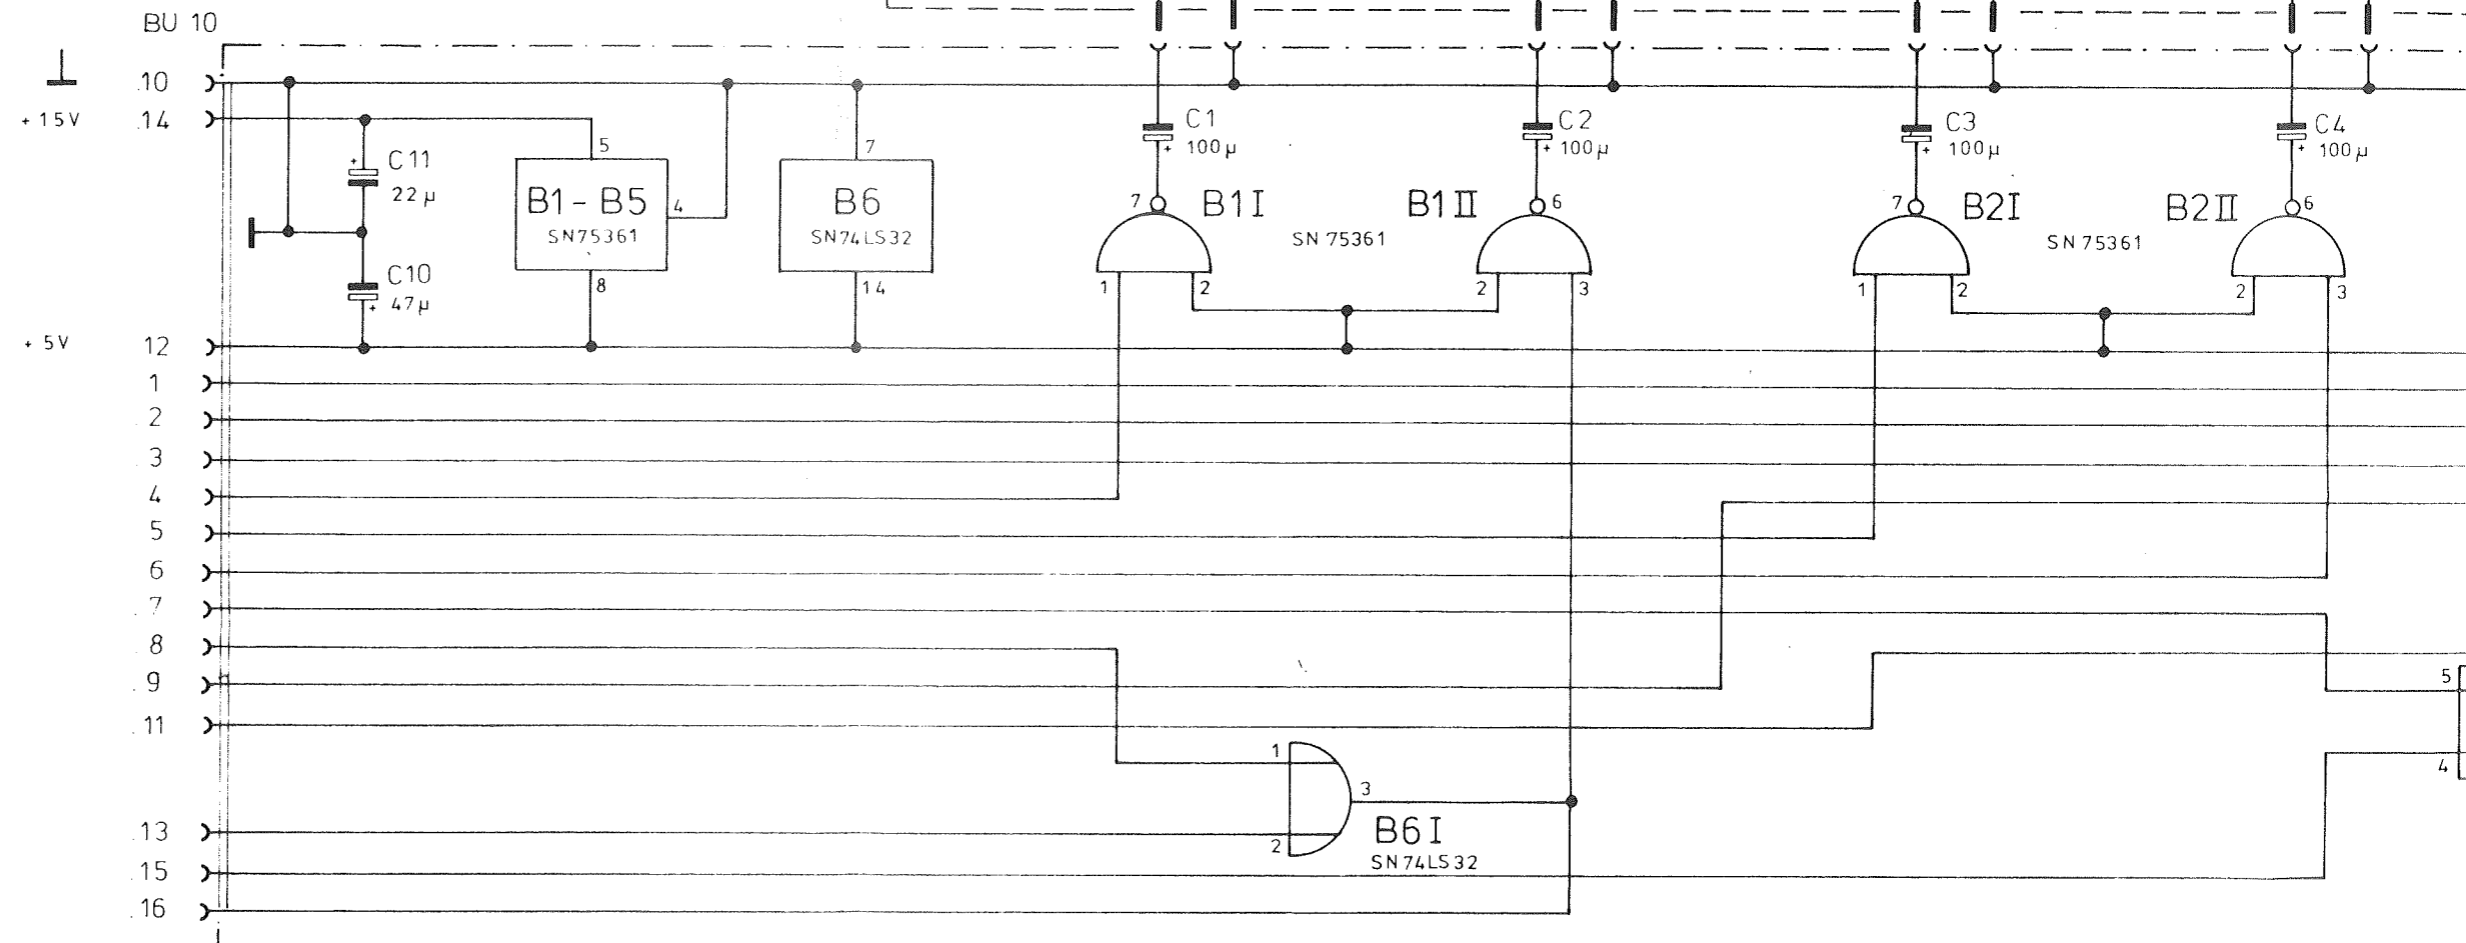 BU 10
.10
+ 15V .14
C11
22µ
5
B1 - B5
SN75361
4
8
7
B6
SN74LS32
14
C10
47µ
+
+
C1
100µ
+
7
B1I
1
2
SN 75361
C2
100µ
+
B1II
6
2
3
C3
100µ
+
7
B2I
1
2
SN 75361
C4
100µ
+
B2II
6
2
3
+ 5V 12
1
2
3
4
5
6
.7
.8
.9
.11
.13
.15
.16
1
2
3
B6I
SN74LS32
5
4